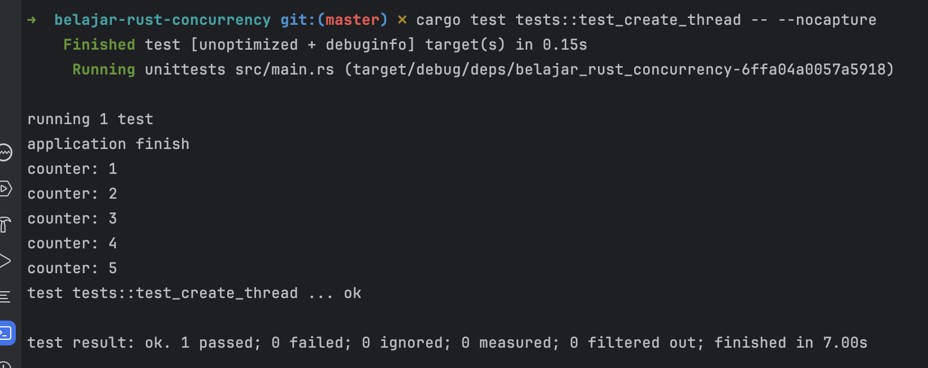 → belajar-rust-concurrency git:(master) ✗ cargo test tests::test_create_thread -- --nocapture
Finished test [unoptimized + debuginfo] target(s) in 0.15s
Running unittests src/main.rs (target/debug/deps/belajar_rust_concurrency-6ffa04a0057a5918)
running 1 test
application finish
counter: 1
counter: 2
counter: 3
counter: 4
counter: 5
test tests::test_create_thread ... ok
test result: ok. 1 passed; 0 failed; 0 ignored; 0 measured; 0 filtered out; finished in 7.00s